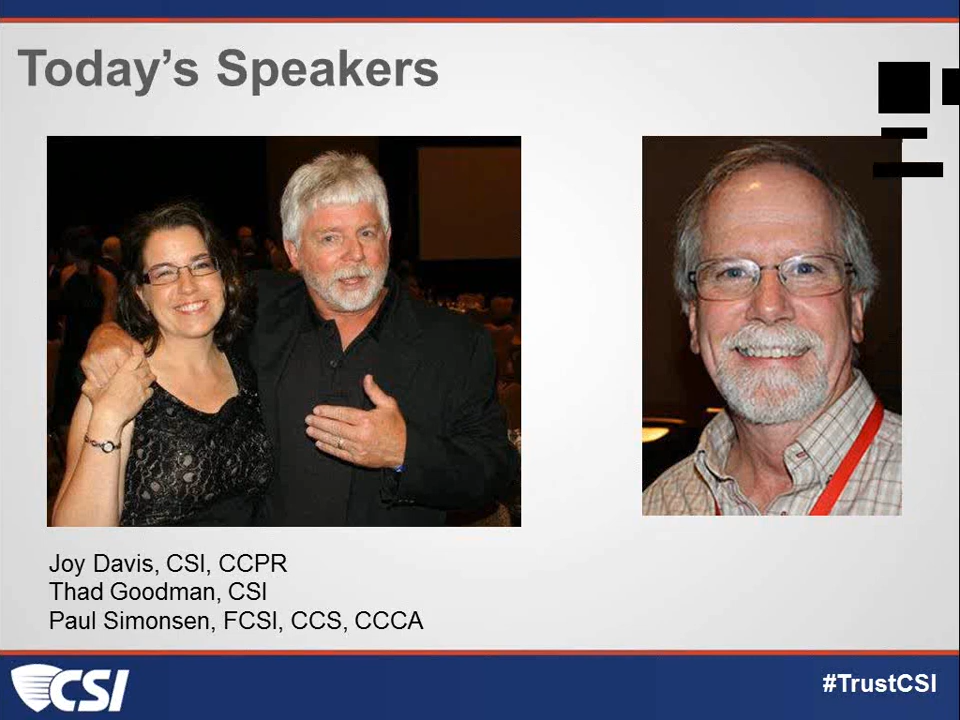 Today’s Speakers
Joy Davis, CSI, CCPR
Thad Goodman, CSI
Paul Simonsen, FCSI, CCS, CCCA
CSI
#TrustCSI